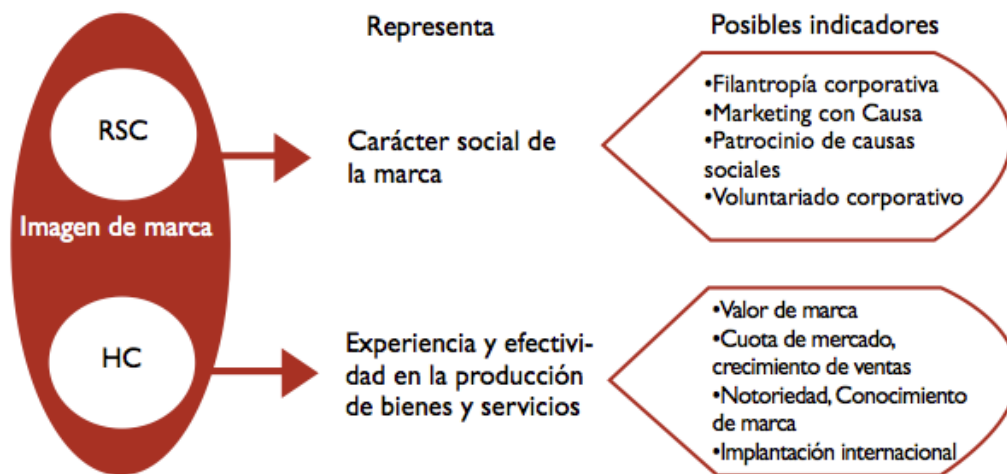 Representa
Posibles indicadores
RSC
Imagen de marca
HC
Carácter social de
la marca
•Filantropía corporativa
•Marketing con Causa
•Patrocinio de causas
sociales
•Voluntariado corporativo
Experiencia y efectivi-
dad en la producción
de bienes y servicios
•Valor de marca
•Cuota de mercado,
crecimiento de ventas
•Notoriedad, Conocimiento
de marca
•Implantación internacional